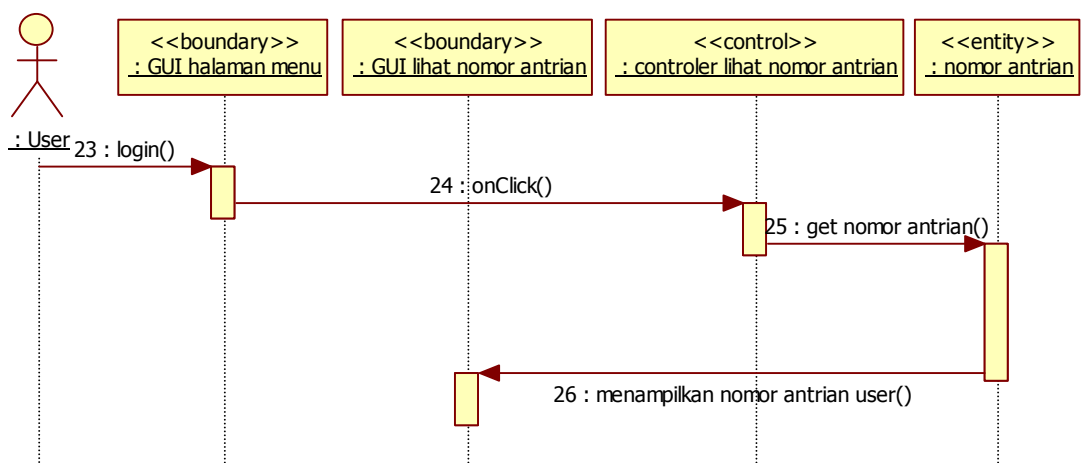 <<boundary>>
: GUI halaman menu
<<boundary>>
: GUI lihat nomor antrian
<<control>>
: controler lihat nomor antrian
<<entity>>
: nomor antrian
: User
23 : login()
24 : onClick()
25 : get nomor antrian()
26 : menampilkan nomor antrian user()